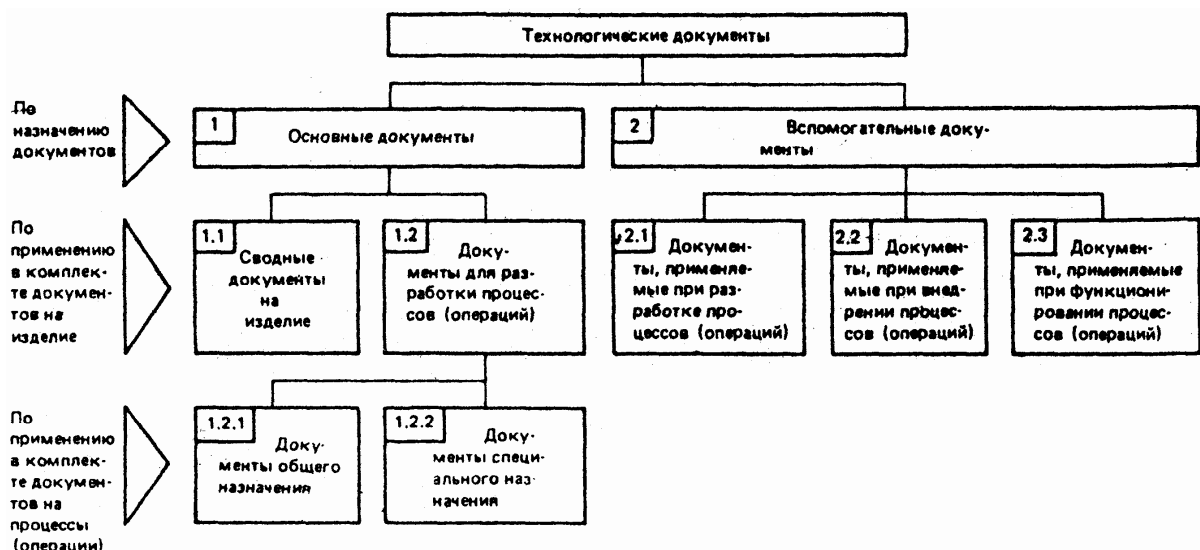 Технологические документы
По
назначению
документов
1
Основные документы
2
Вспомогательные доку-
менты
По
применению
в комплек-
те докумен-
тов на
изделие
1.1
Сводные
документы
на
изделие
1.2
Доку-
менты для раз-
работки процес-
сов (операций)
2.1
Докумен-
ты, применяе-
мые при раз-
работке про-
цессов (операций)
2.2
Докумен-
ты, применяе-
мые при внед-
рении процес-
сов (операций)
2.3
Докумен-
ты, применяемые
при функциони-
ровании процес-
сов (операций)
По
применению
в комплек-
те докумен-
тов на
процессы
(операции)
1.2.1
Доку-
менты общего
назначения
1.2.2
Доку-
менты специ-
ального наз-
начения